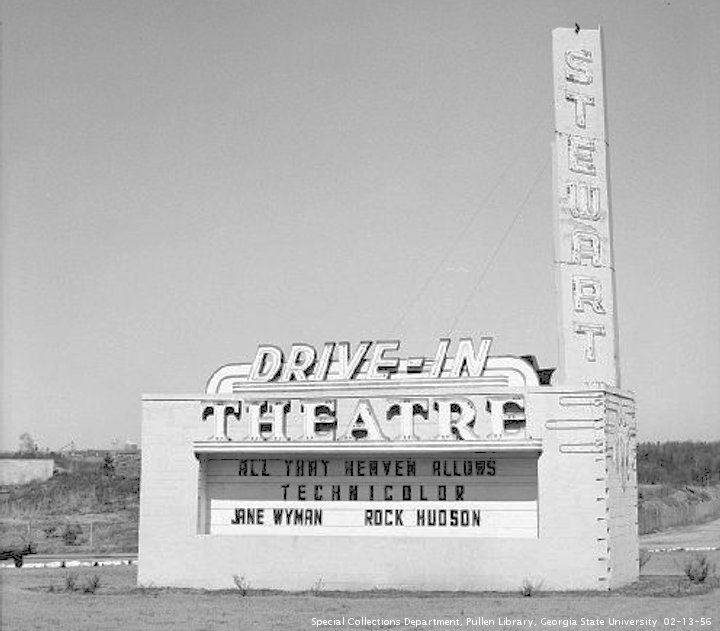 STEWART
DRIVE-IN
THEATRE
ALL THAT HEAVEN ALLOWS
TECHNICOLOR
JANE WYMAN ROCK HUDSON
Special Collections Department, Pullen Library, Georgia State University 02-13-56